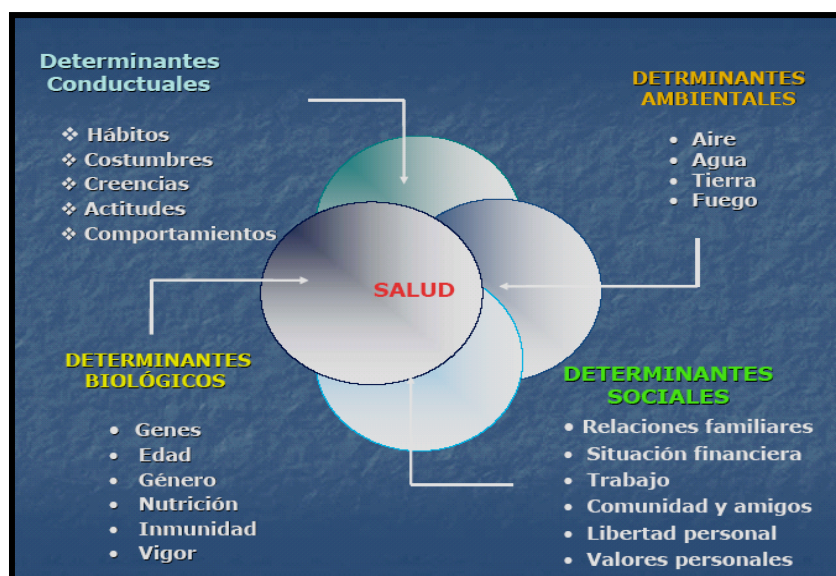 Determinantes
Conductuales
❖ Hábitos
❖ Costumbres
❖ Creencias
❖ Actitudes
❖ Comportamientos
DETRMINANTES
AMBIENTALES
• Aire
• Agua
• Tierra
• Fuego
SALUD
DETERMINANTES
BIOLÓGICOS
• Genes
• Edad
• Género
• Nutrición
• Inmunidad
• Vigor
DETERMINANTES
SOCIALES
• Relaciones familiares
• Situación financiera
• Trabajo
• Comunidad y amigos
• Libertad personal
• Valores personales